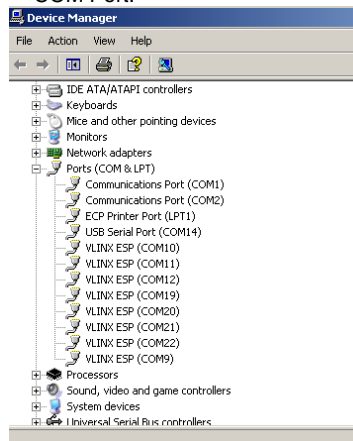 COM Port.
Device Manager
File Action View Help
IDE ATA/ATAPI controllers
Keyboards
Mice and other pointing devices
Monitors
Network adapters
Ports (COM & LPT)
Communications Port (COM1)
Communications Port (COM2)
ECP Printer Port (LPT1)
USB Serial Port (COM14)
VLINX ESP (COM10)
VLINX ESP (COM11)
VLINX ESP (COM12)
VLINX ESP (COM19)
VLINX ESP (COM20)
VLINX ESP (COM21)
VLINX ESP (COM22)
VLINX ESP (COM9)
Processors
Sound, video and game controllers
System devices
Universal Serial Bus controllers